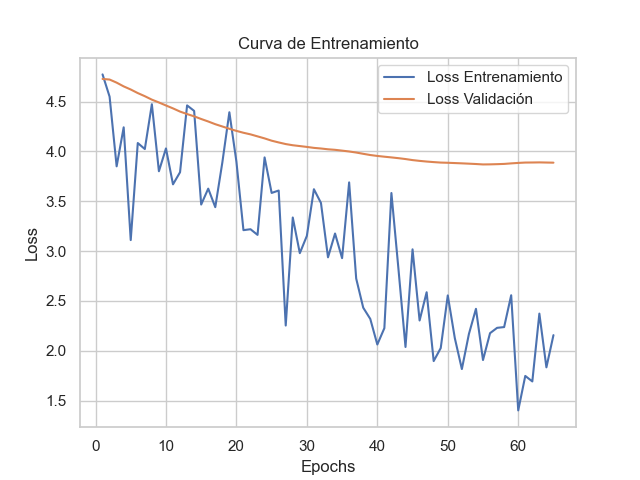 Curva de Entrenamiento
Loss Entrenamiento
Loss Validación
4.5
4.0
3.5
3.0
2.5
2.0
1.5
Loss
0 10 20 30 40 50 60
Epochs